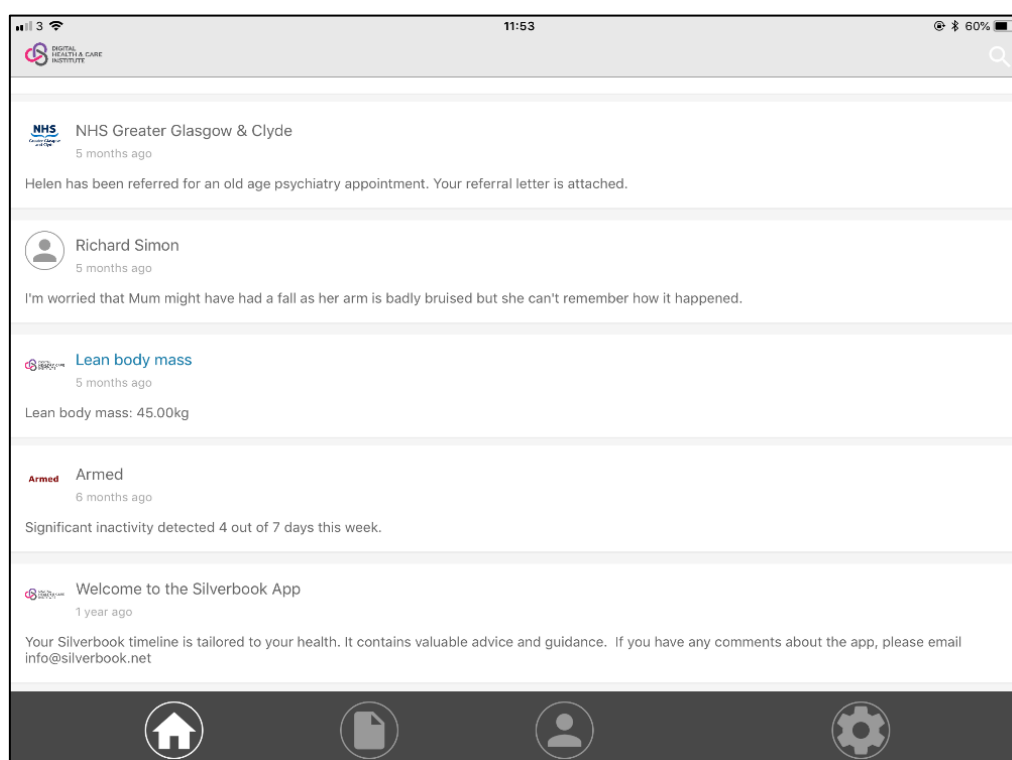 3
11:53
60%
DIGITAL
HEALTH & CARE
INSTITUTE
NHS
NHS Greater Glasgow & Clyde
5 months ago
Helen has been referred for an old age psychiatry appointment. Your referral letter is attached.
Richard Simon
5 months ago
I'm worried that Mum might have had a fall as her arm is badly bruised but she can't remember how it happened.
Lean body mass
5 months ago
Lean body mass: 45.00kg
Armed
Armed
6 months ago
Significant inactivity detected 4 out of 7 days this week.
Welcome to the Silverbook App
1 year ago
Your Silverbook timeline is tailored to your health. It contains valuable advice and guidance.  If you have any comments about the app, please email
info@silverbook.net